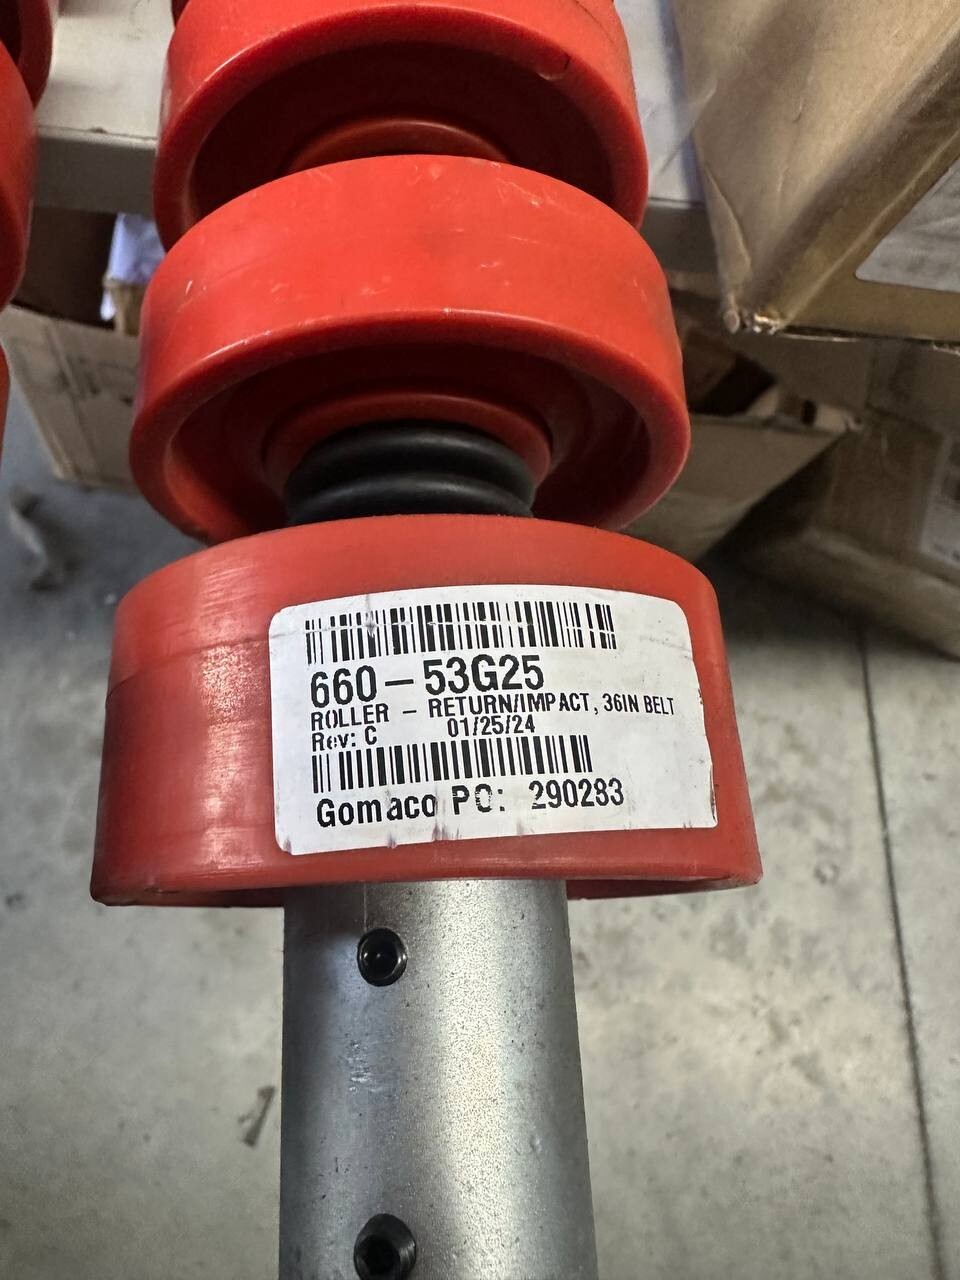 660-53G25
ROLLER - RETURN/IMPACT, 36IN BELT
Rev: C 01/25/24
Gomaco PO: 290283